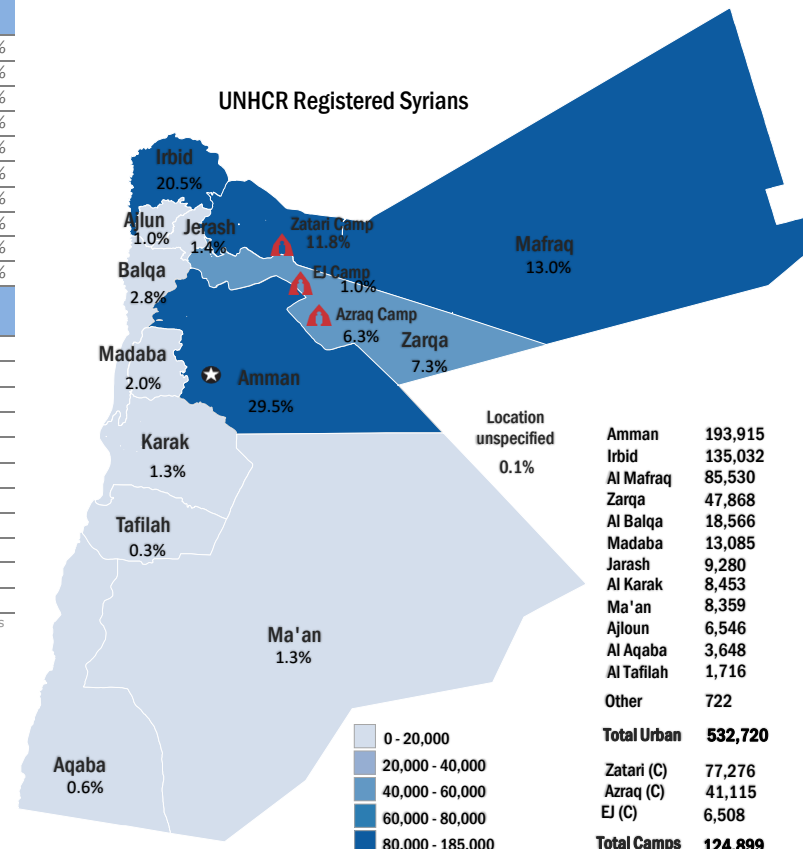 %
%
%
%
%
%
%
%
%
%
s
UNHCR Registered Syrians
Irbid
20.5%
Ajlun
1.0%
Jerash
1.4%
Zatari Camp
11.8%
Mafraq
13.0%
Balqa
2.8%
EJ Camp
1.0%
Azraq Camp
6.3%
Zarqa
7.3%
Madaba
2.0%
Amman
29.5%
Location
unspecified
0.1%
Karak
1.3%
Tafilah
0.3%
Ma'an
1.3%
Aqaba
0.6%
0 - 20,000
20,000 - 40,000
40,000 - 60,000
60,000 - 80,000
80,000 - 185,000
Amman 193,915
Irbid 135,032
Al Mafraq 85,530
Zarqa 47,868
Al Balqa 18,566
Madaba 13,085
Jarash 9,280
Al Karak 8,453
Ma'an 8,359
Ajloun 6,546
Al Aqaba 3,648
Al Tafilah 1,716
Other 722
Total Urban 532,720
Zatari (C) 77,276
Azraq (C) 41,115
EJ (C) 6,508
Total Camps 124,899